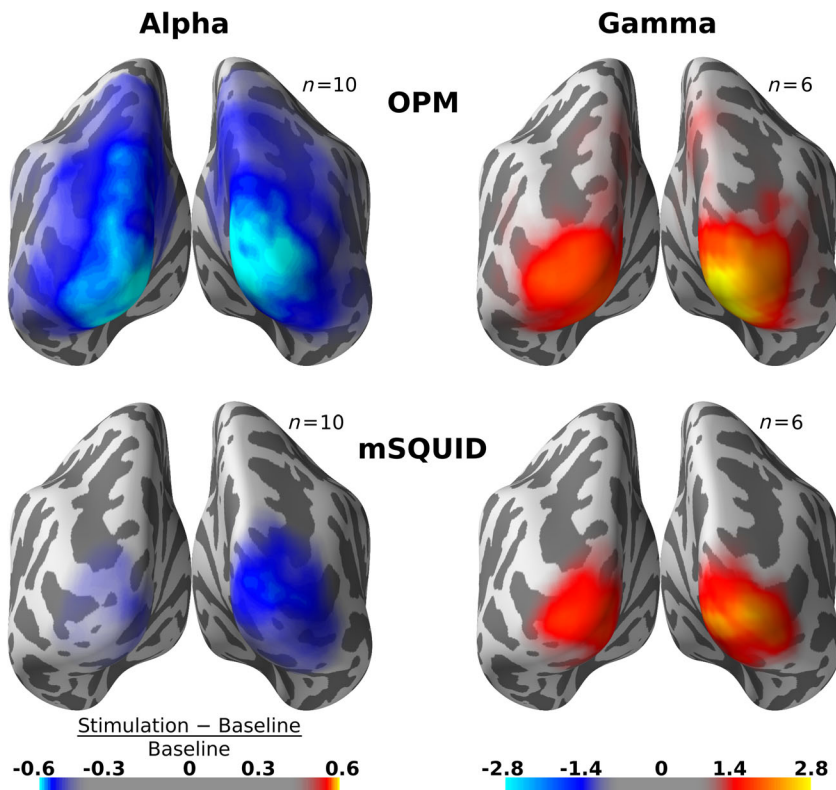 Alpha
Gamma
n=10
n=6
OPM
n=10
n=6
mSQUID
Stimulation − Baseline
Baseline
-0.6 -0.3 0 0.3 0.6
-2.8 -1.4 0 1.4 2.8